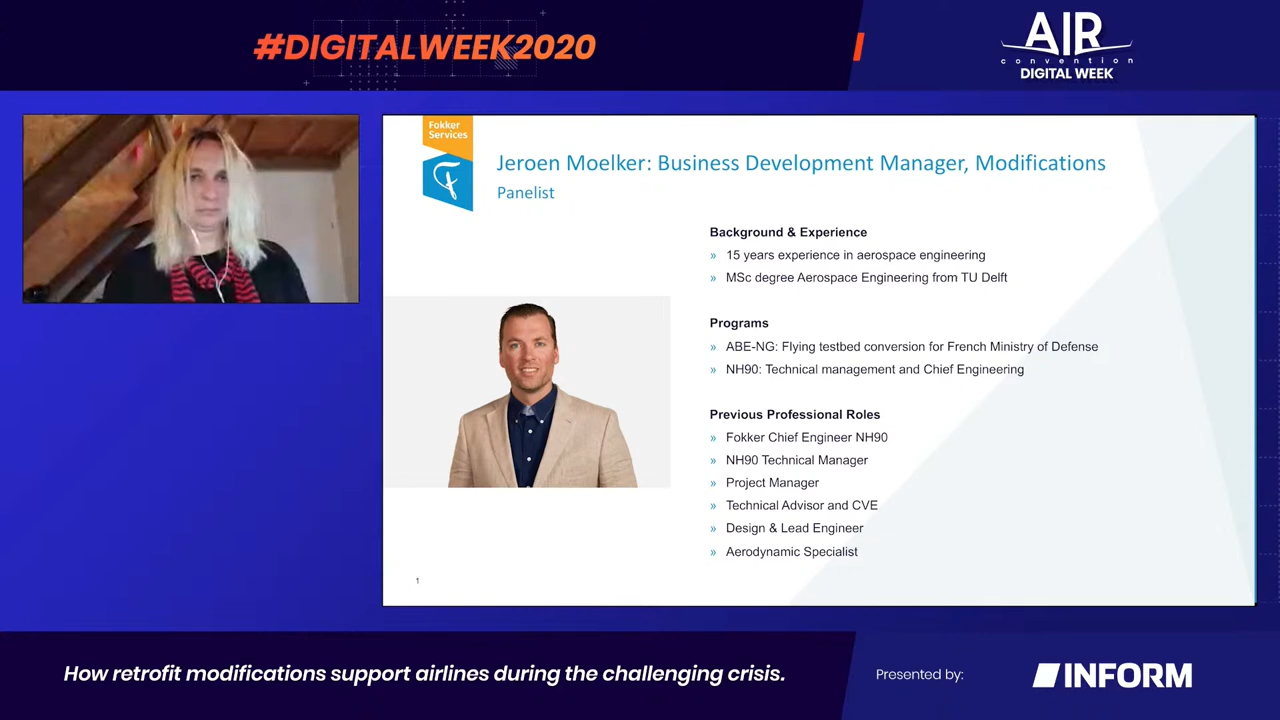 #DIGITALWEEK2020
AIR
convention
DIGITAL WEEK
Fokker
Services
Jeroen Moelker: Business Development Manager, Modifications
Panelist
Background & Experience
» 15 years experience in aerospace engineering
» MSc degree Aerospace Engineering from TU Delft
Programs
» ABE-NG: Flying testbed conversion for French Ministry of Defense
» NH90: Technical management and Chief Engineering
Previous Professional Roles
» Fokker Chief Engineer NH90
» NH90 Technical Manager
» Project Manager
» Technical Advisor and CVE
» Design & Lead Engineer
» Aerodynamic Specialist
1
How retrofit modifications support airlines during the challenging crisis.
Presented by:
INFORM